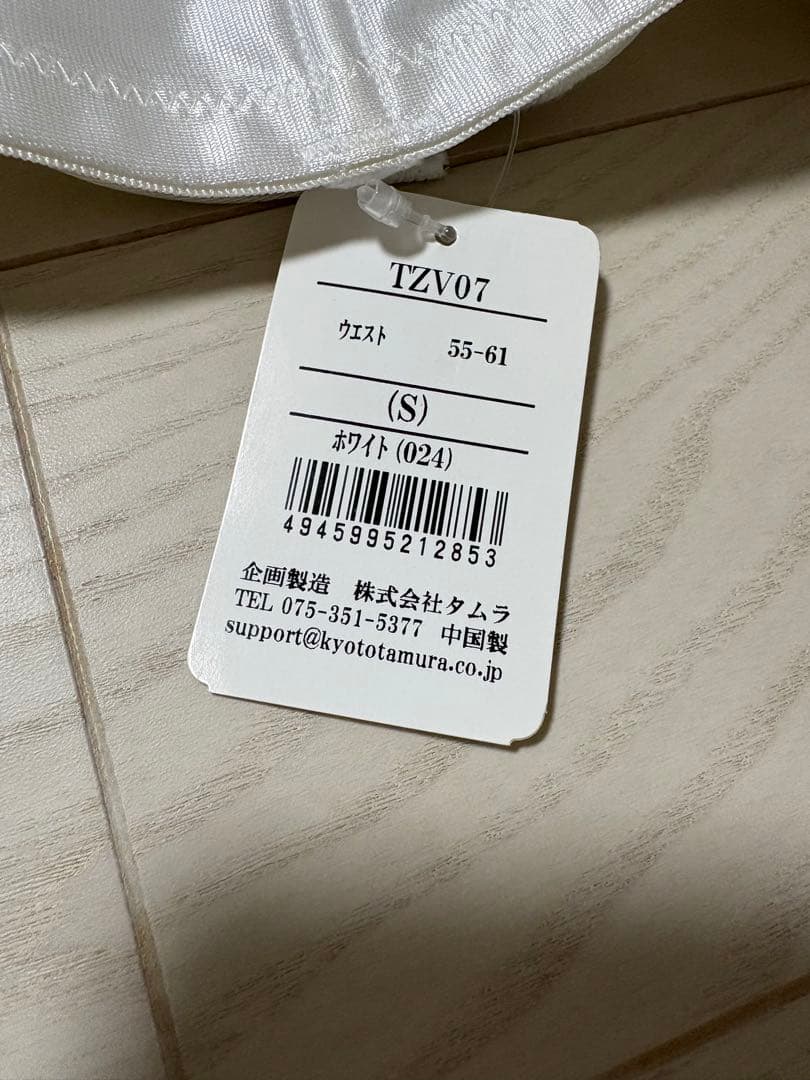 TZV07
ウエスト 55-61
(S)
ホワイト(024)
4945995212853
企画製造 株式会社タムラ
TEL 075-351-5377 中国製
support@kyototamura.co.jp